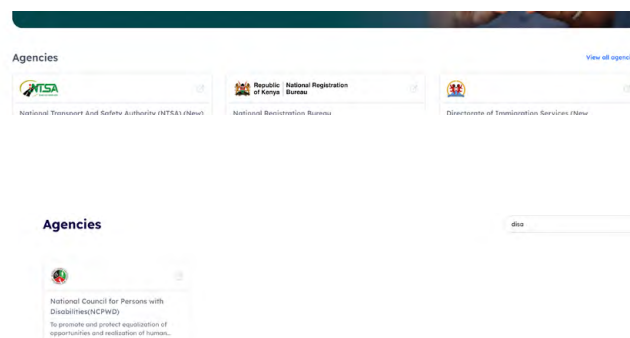 Agencies
View all agenci
NTSA
Republic of Kenya
National Registration Bureau
National Transport And Safety Authority (NTSA) (New)
National Registration Bureau
Directorate of Immigration Services (New
Agencies
disa
National Council for Persons with
Disabilities(NCPWD)
To promote and protect equalization of
opportunities and realization of human...